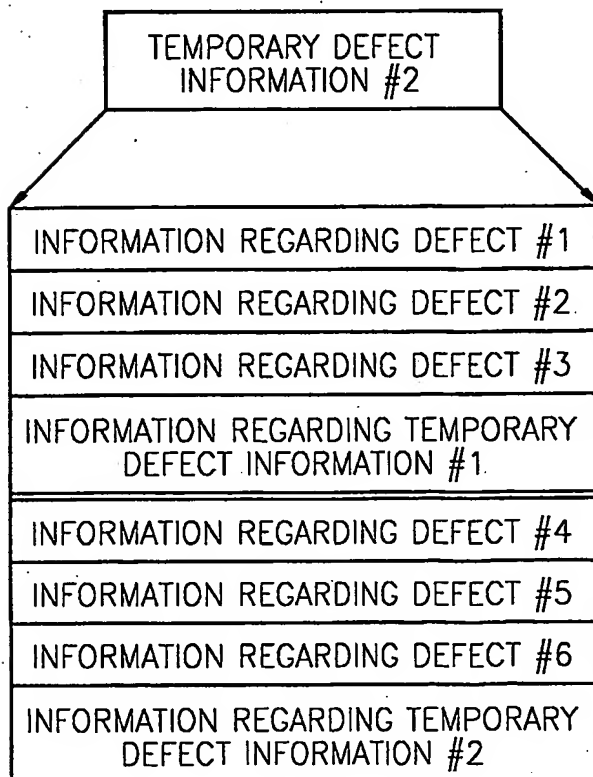 TEMPORARY DEFECT
INFORMATION #2
INFORMATION REGARDING DEFECT #1
INFORMATION REGARDING DEFECT #2
INFORMATION REGARDING DEFECT #3
INFORMATION REGARDING TEMPORARY
DEFECT INFORMATION #1
INFORMATION REGARDING DEFECT #4
INFORMATION REGARDING DEFECT #5
INFORMATION REGARDING DEFECT #6
INFORMATION REGARDING TEMPORARY
DEFECT INFORMATION #2